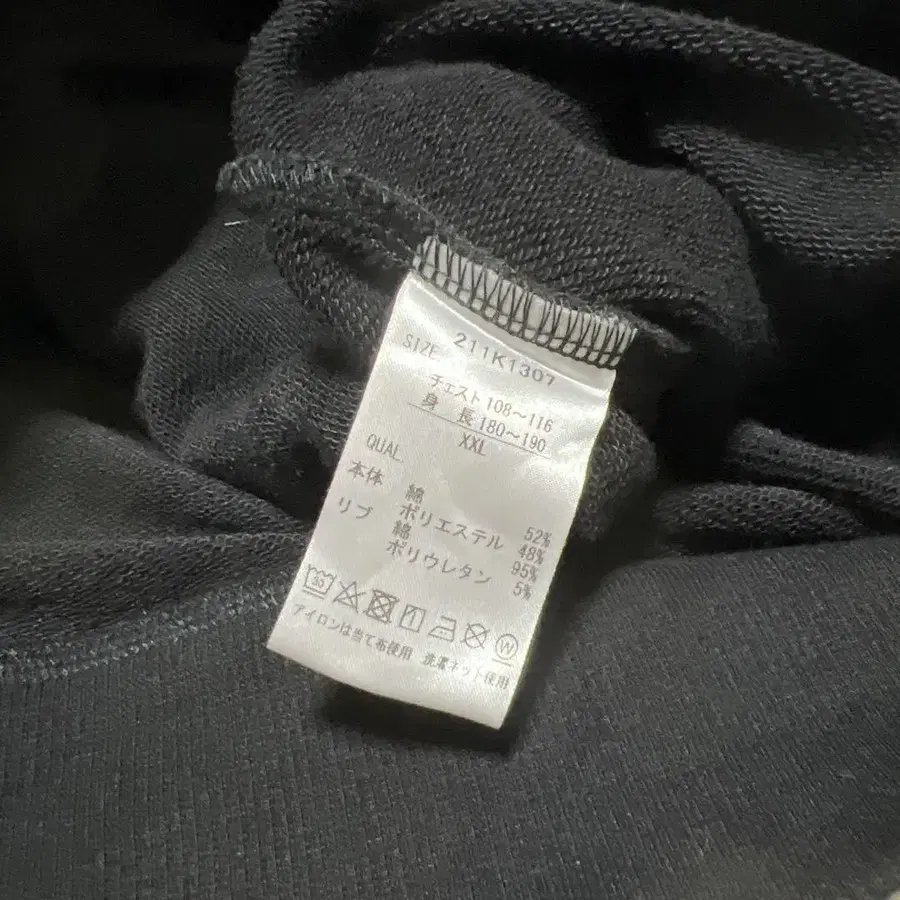 211K1307
SIZE
チェスト 108～116
身 長 180～190
XXL
QUAL
本体 綿 52%
ポリエステル 48%
リブ 綿 95%
ポリウレタン 5%
30 W
アイロンは当て布使用 洗濯ネット使用